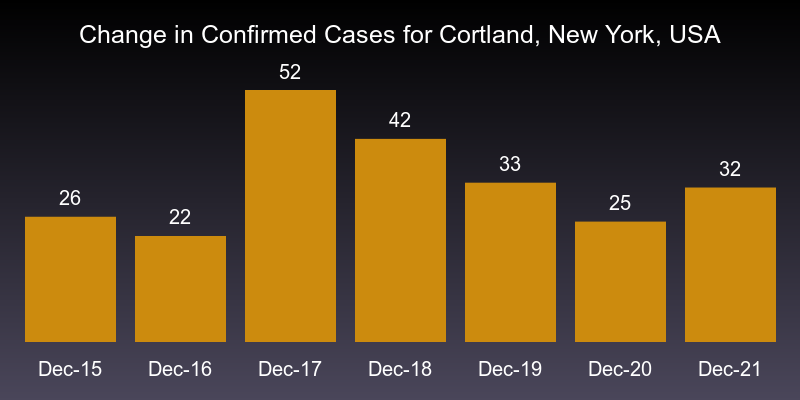 Change in Confirmed Cases for Cortland, New York, USA
26 22 52 42 33 25 32
Dec-15 Dec-16 Dec-17 Dec-18 Dec-19 Dec-20 Dec-21